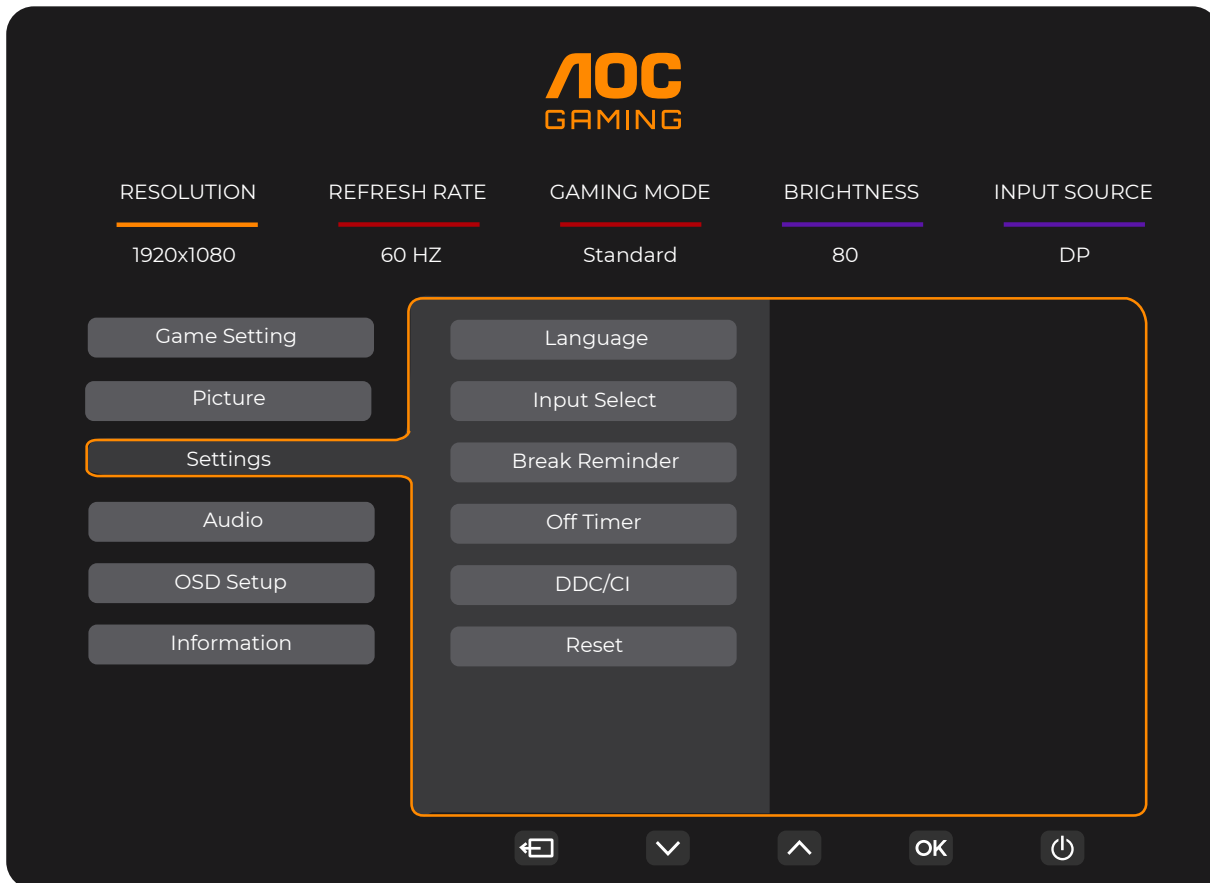 AOC
GAMING
RESOLUTION REFRESH RATE GAMING MODE BRIGHTNESS INPUT SOURCE
1920x1080 60 HZ Standard 80 DP
Game Setting
Picture
Settings
Audio
OSD Setup
Information
Language
Input Select
Break Reminder
Off Timer
DDC/CI
Reset
OK